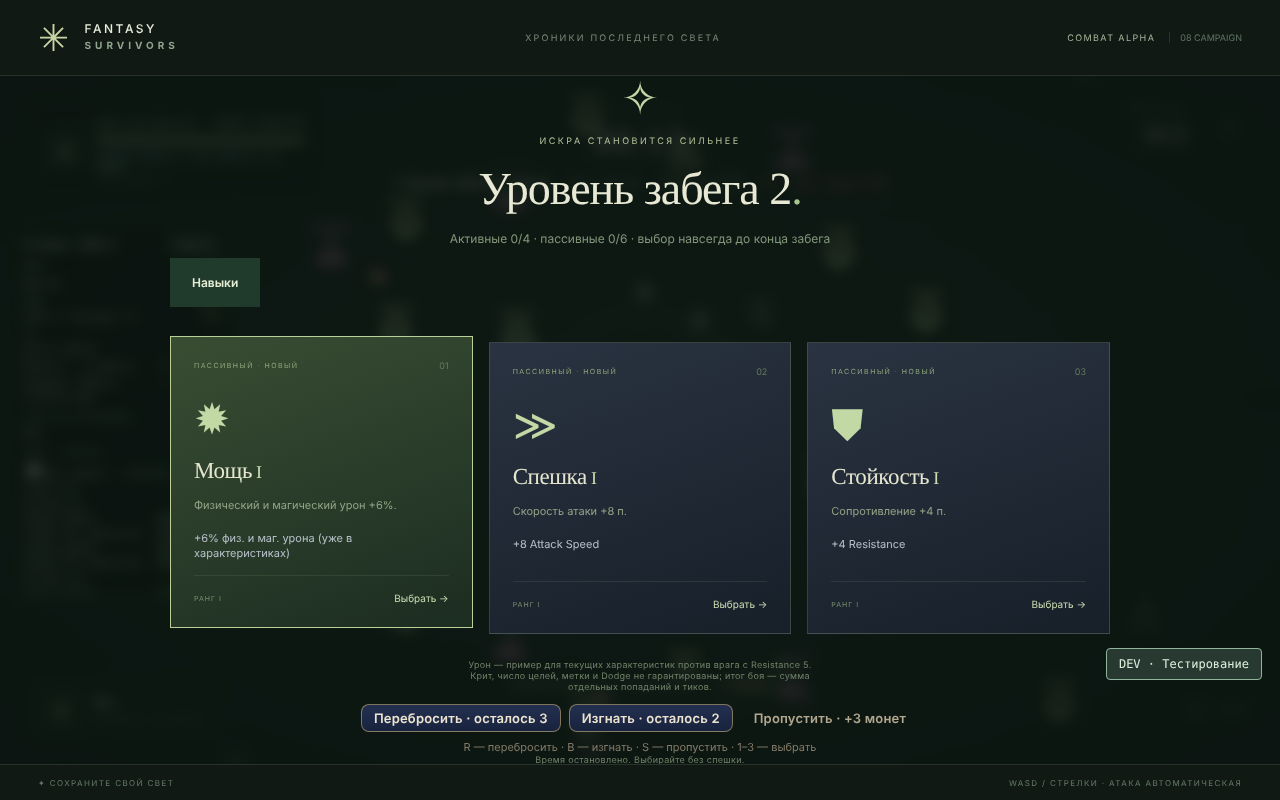 FANTASY
SURVIVORS
ХРОНИКИ ПОСЛЕДНЕГО СВЕТА
COMBAT ALPHA
08 CAMPAIGN
ИСКРА СТАНОВИТСЯ СИЛЬНЕЕ
Уровень забега 2.
Активные 0/4 · пассивные 0/6 · выбор навсегда до конца забега
Навыки
ПАССИВНЫЙ · НОВЫЙ
01
Мощь I
Физический и магический урон +6%.
+6% физ. и маг. урона (уже в
характеристиках)
РАНГ I
Выбрать →
ПАССИВНЫЙ · НОВЫЙ
02
Спешка I
Скорость атаки +8 п.
+8 Attack Speed
РАНГ I
Выбрать →
ПАССИВНЫЙ · НОВЫЙ
03
Стойкость I
Сопротивление +4 п.
+4 Resistance
РАНГ I
Выбрать →
DEV · Тестирование
Урон — пример для текущих характеристик против врага с Resistance 5.
Крит, число целей, метки и Dodge не гарантированы; итог боя — сумма
отдельных попаданий и тиков.
Перебросить · осталось 3
Изгнать · осталось 2
Пропустить · +3 монет
R — перебросить · B — изгнать · S — пропустить · 1–3 — выбрать
Время остановлено. Выбирайте без спешки.
✦ СОХРАНИТЕ СВОЙ СВЕТ
WASD / СТРЕЛКИ · АТАКА АВТОМАТИЧЕСКАЯ